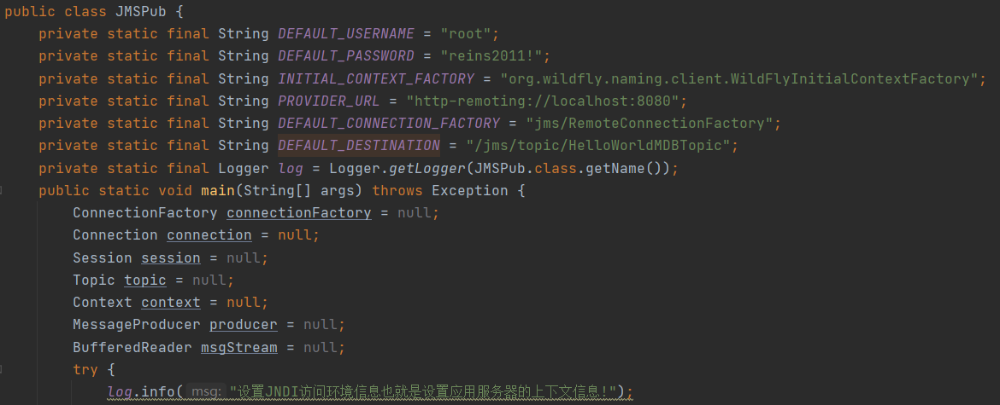 public class JMSPub {
    private static final String DEFAULT_USERNAME = "root";
    private static final String DEFAULT_PASSWORD = "reins2011!";
    private static final String INITIAL_CONTEXT_FACTORY = "org.wildfly.naming.client.WildFlyInitialContextFactory";
    private static final String PROVIDER_URL = "http-remoting://localhost:8080";
    private static final String DEFAULT_CONNECTION_FACTORY = "jms/RemoteConnectionFactory";
    private static final String DEFAULT_DESTINATION = "/jms/topic/HelloWorldMDBTopic";
    private static final Logger log = Logger.getLogger(JMSPub.class.getName());
    public static void main(String[] args) throws Exception {
        ConnectionFactory connectionFactory = null;
        Connection connection = null;
        Session session = null;
        Topic topic = null;
        Context context = null;
        MessageProducer producer = null;
        BufferedReader msgStream = null;
        try {
            log.info( msg: "设置JNDI访问环境信息也就是设置应用服务器的上下文信息!");